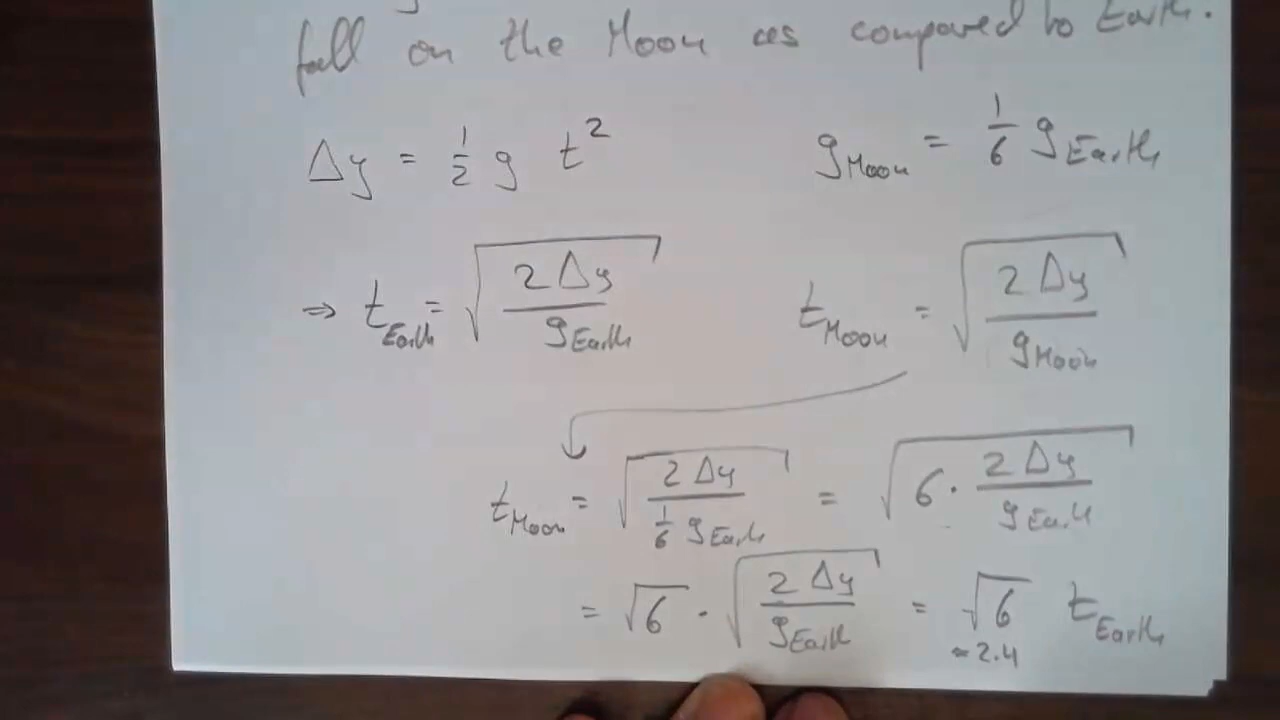 fall on the Moon as compared to Earth.
Δy = 1/2 g t²    g_Moon = 1/6 g_Earth
⇒ t_Earth = √(2Δy / g_Earth)    t_Moon = √(2Δy / g_Moon)
t_Moon = √(2Δy / (1/6 g_Earth)) = √(6 · 2Δy / g_Earth)
= √6 · √(2Δy / g_Earth) = √6 t_Earth
≈ 2.4